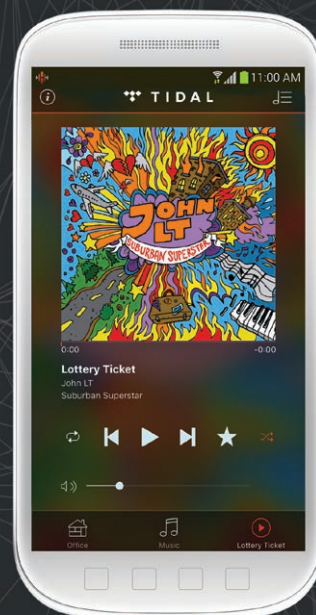 11:00 AM
TIDAL
JOHN
LT
SUBURBAN SUPERSTAR
0:00 -0:00
Lottery Ticket
John LT
Suburban Superstar
Office Music Lottery Ticket